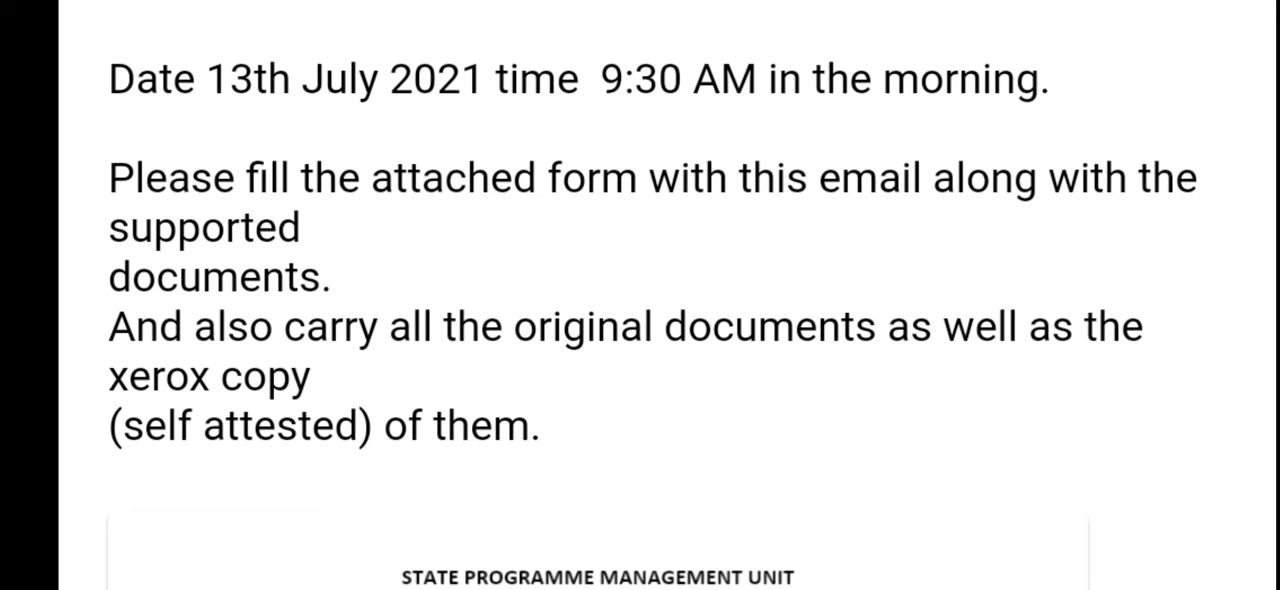 Date 13th July 2021 time  9:30 AM in the morning.
Please fill the attached form with this email along with the
supported
documents.
And also carry all the original documents as well as the
xerox copy
(self attested) of them.
STATE PROGRAMME MANAGEMENT UNIT